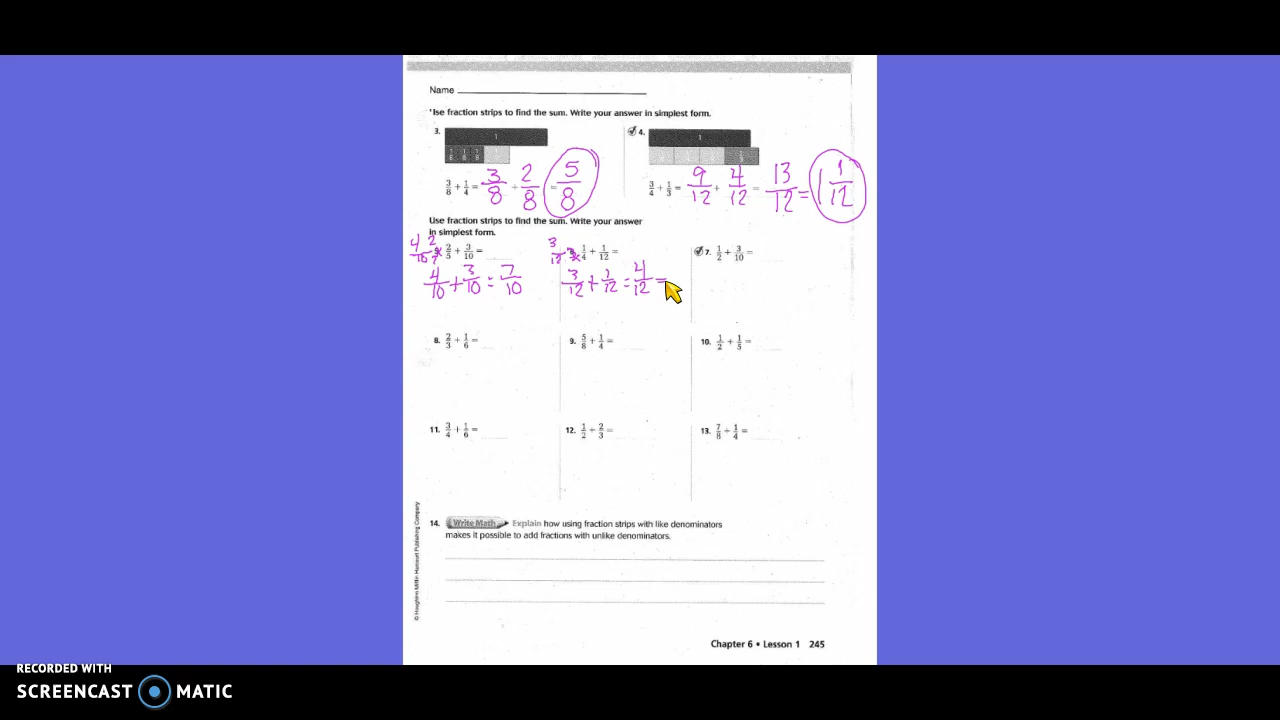 Name
Use fraction strips to find the sum. Write your answer in simplest form.
3. 1
1/8 1/8 1/8
3/8 + 1/4 = 3/8 + 2/8 = 5/8
4. 1
3/4 + 1/3 = 9/12 + 4/12 = 13/12 = 1 1/12
Use fraction strips to find the sum. Write your answer
in simplest form.
2/5 + 3/10 =
4/10 + 3/10 = 7/10
1/4 + 1/12 =
3/12 + 1/12 = 4/12 =
7. 1/2 + 3/10 =
8. 2/3 + 1/6 =
9. 5/8 + 1/4 =
10. 1/2 + 1/5 =
11. 3/4 + 1/6 =
12. 1/2 + 2/3 =
13. 7/8 + 1/4 =
14. Write Math Explain how using fraction strips with like denominators
makes it possible to add fractions with unlike denominators.
© Houghton Mifflin Harcourt Publishing Company
Chapter 6 • Lesson 1 245
RECORDED WITH
SCREENCAST MATIC